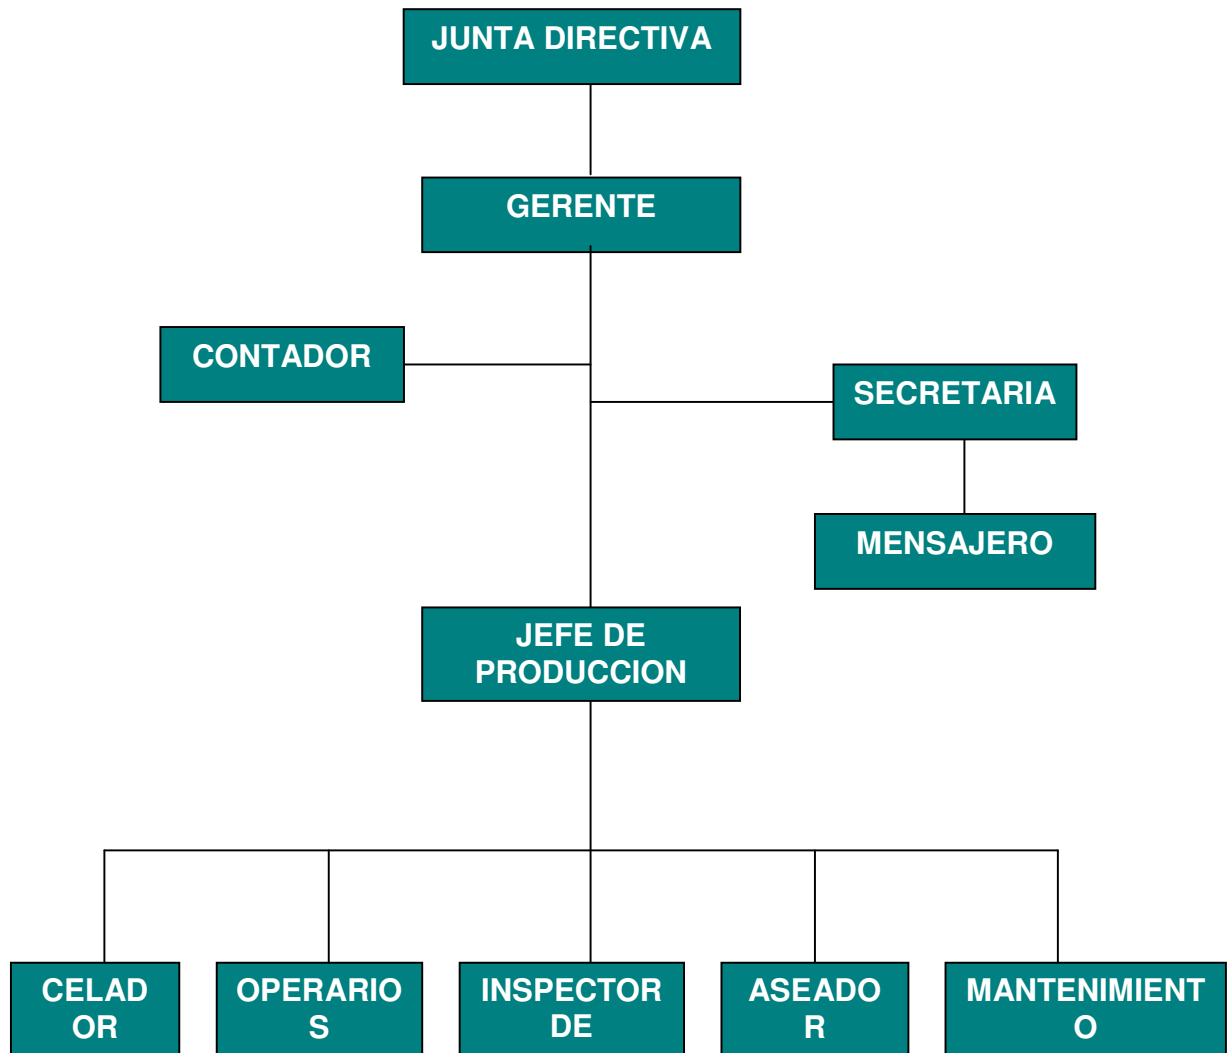 JUNTA DIRECTIVA
GERENTE
CONTADOR
SECRETARIA
MENSAJERO
JEFE DE
PRODUCCION
CELAD
OR
OPERARIO
S
INSPECTOR
DE
ASEADO
R
MANTENIMIENT
O